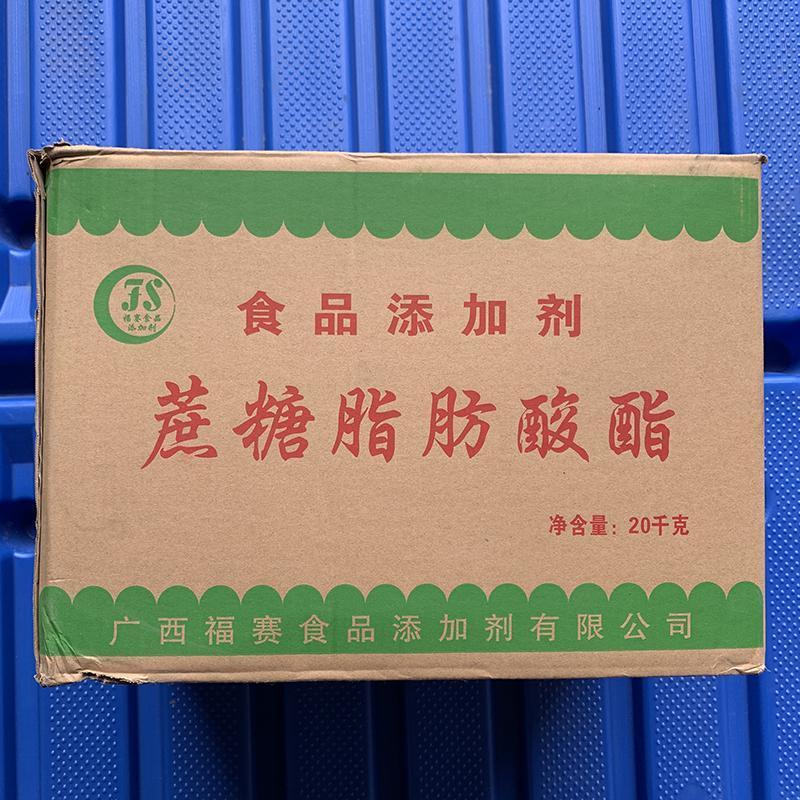 FS
福赛食品
添加剂
食品添加剂
蔗糖脂肪酸酯
净含量：20千克
广西福赛食品添加剂有限公司